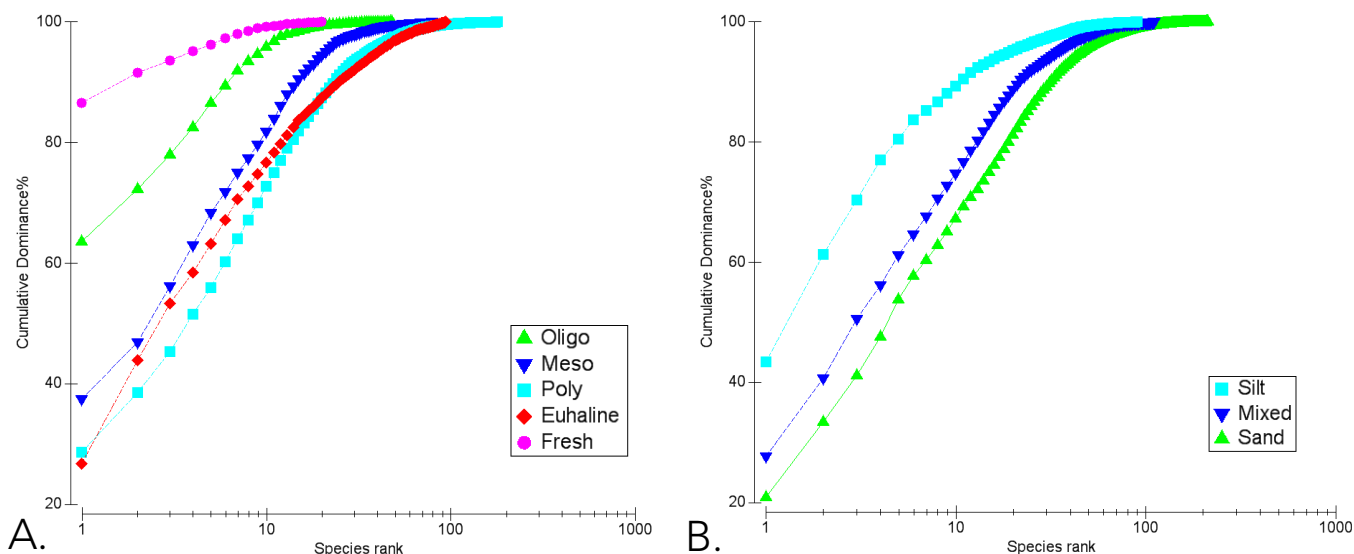 100
80
60
40
20
Cumulative Dominance%
1
10
100
1000
Species rank
Oligo
Meso
Poly
Euhaline
Fresh
A.
100
80
60
40
20
Cumulative Dominance%
1
10
100
1000
Species rank
Silt
Mixed
Sand
B.